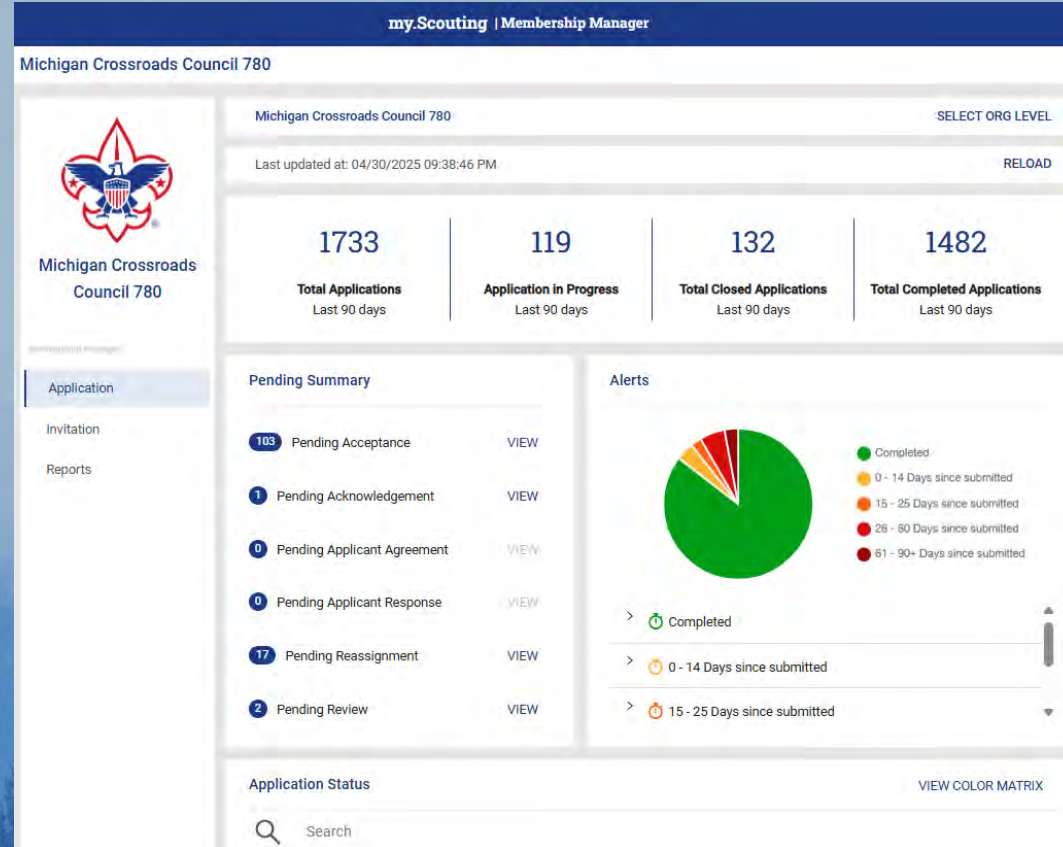 my.Scouting | Membership Manager
Michigan Crossroads Council 780
Michigan Crossroads
Council 780
Application
Invitation
Reports
Michigan Crossroads Council 780 SELECT ORG LEVEL
Last updated at: 04/30/2025 09:38:46 PM RELOAD
1733 119 132 1482
Total Applications Application in Progress Total Closed Applications Total Completed Applications
Last 90 days Last 90 days Last 90 days Last 90 days
Pending Summary
103 Pending Acceptance VIEW
1 Pending Acknowledgement VIEW
0 Pending Applicant Agreement VIEW
0 Pending Applicant Response VIEW
17 Pending Reassignment VIEW
2 Pending Review VIEW
Alerts
Completed
0 - 14 Days since submitted
15 - 25 Days since submitted
26 - 60 Days since submitted
61 - 90+ Days since submitted
Completed
0 - 14 Days since submitted
15 - 25 Days since submitted
Application Status VIEW COLOR MATRIX
Search